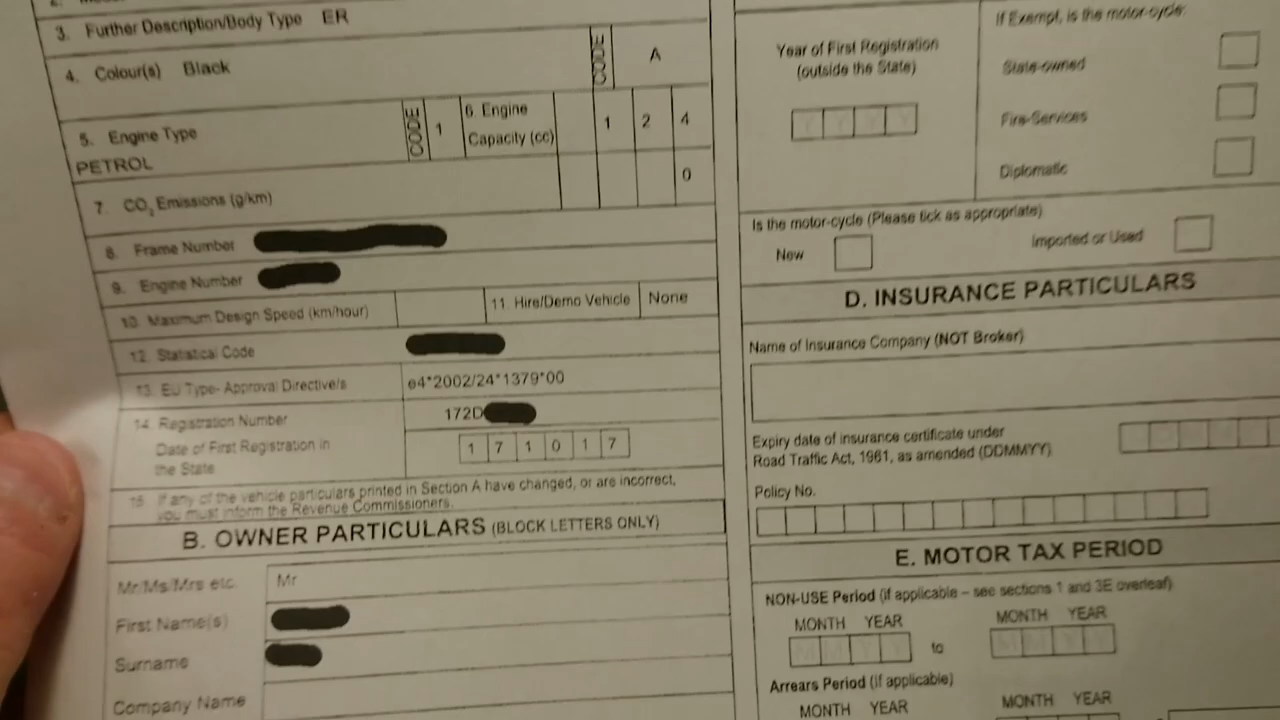 3. Further Description/Body Type ER
4. Colour(s) Black
CODE A
5. Engine Type
PETROL
CODE 1
6. Engine
Capacity (cc)
1 2 4
7. CO2 Emissions (g/km)
0
8. Frame Number
9. Engine Number
10. Maximum Design Speed (km/hour)
11. Hire/Demo Vehicle None
12. Statistical Code
13. EU Type- Approval Directive/s e4*2002/24*1379*00
14. Registration Number 172D
Date of First Registration in
the State
1 7 1 0 1 7
15. If any of the vehicle particulars printed in Section A have changed, or are incorrect,
you must inform the Revenue Commissioners.
B. OWNER PARTICULARS (BLOCK LETTERS ONLY)
Mr/Ms/Mrs etc. Mr
First Name(s)
Surname
Company Name
Year of First Registration
(outside the State)
Y Y Y Y
If Exempt, is the motor-cycle:
State-owned
Fire-Services
Diplomatic
Is the motor-cycle (Please tick as appropriate)
New
Imported or Used
D. INSURANCE PARTICULARS
Name of Insurance Company (NOT Broker)
Expiry date of insurance certificate under
Road Traffic Act, 1961, as amended (DDMMYY)
Policy No.
E. MOTOR TAX PERIOD
NON-USE Period (if applicable – see sections 1 and 3E overleaf)
MONTH YEAR
M M Y Y
to
MONTH YEAR
M M Y Y
Arrears Period (if applicable)
MONTH YEAR
MONTH YEAR